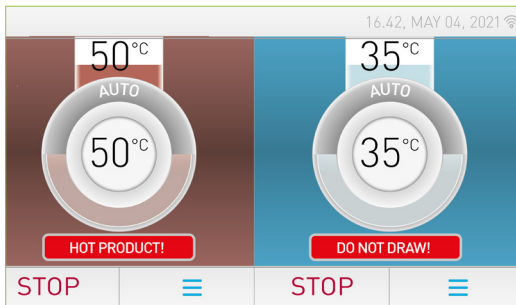 16.42, MAY 04, 2021
50°C
35°C
AUTO
AUTO
50°C
35°C
HOT PRODUCT!
DO NOT DRAW!
STOP
STOP